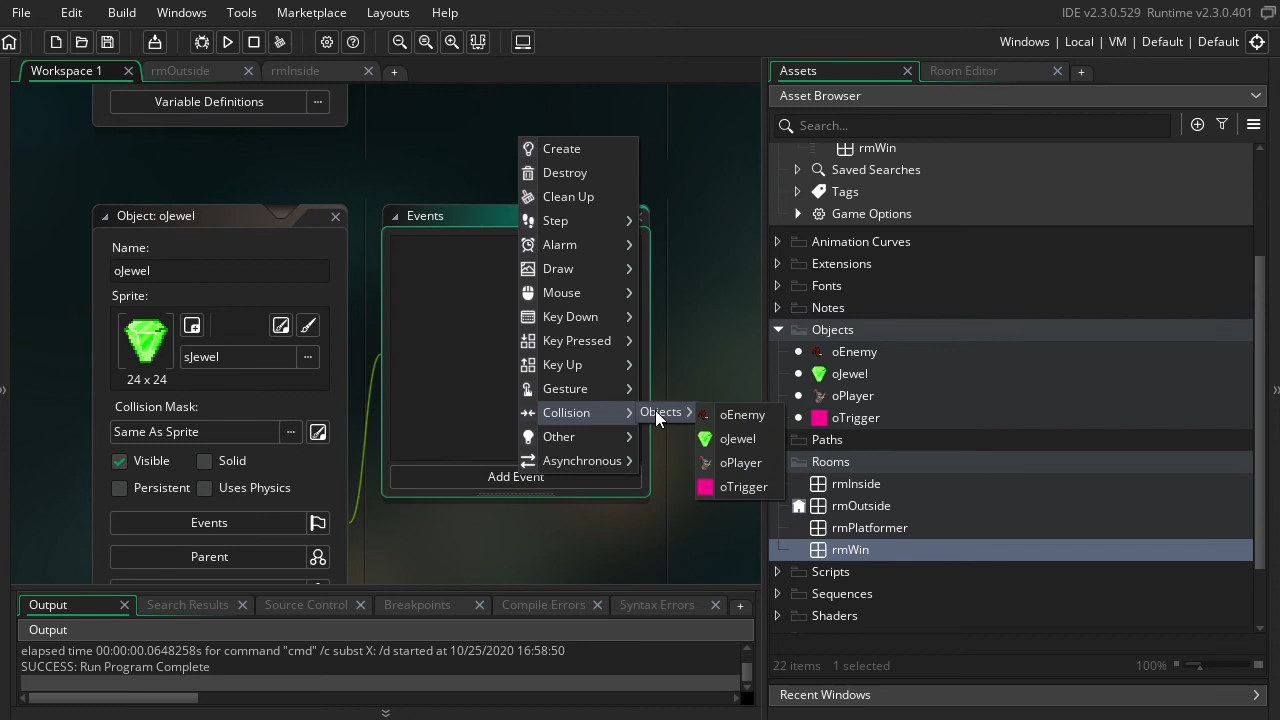 File Edit Build Windows Tools Marketplace Layouts Help IDE v2.3.0.529 Runtime v2.3.0.401
Windows | Local | VM | Default | Default
Workspace 1 rmOutside rmInside
Assets Room Editor
Asset Browser
Search...
Variable Definitions
rmWin
Saved Searches
Tags
Game Options
Animation Curves
Extensions
Fonts
Notes
Objects
oEnemy
oJewel
oPlayer
oTrigger
Paths
Rooms
rmInside
rmOutside
rmPlatformer
rmWin
Scripts
Sequences
Shaders
22 items 1 selected 100%
Recent Windows
Object: oJewel
Name:
oJewel
Sprite:
sJewel
24 x 24
Collision Mask:
Same As Sprite
Visible Solid
Persistent Uses Physics
Events
Parent
Events
Add Event
Create
Destroy
Clean Up
Step
Alarm
Draw
Mouse
Key Down
Key Pressed
Key Up
Gesture
Collision
Other
Asynchronous
Objects
oEnemy
oJewel
oPlayer
oTrigger
Output Search Results Source Control Breakpoints Compile Errors Syntax Errors
Output
elapsed time 00:00:00.0648258s for command "cmd" /c subst X: /d started at 10/25/2020 16:58:50
SUCCESS: Run Program Complete